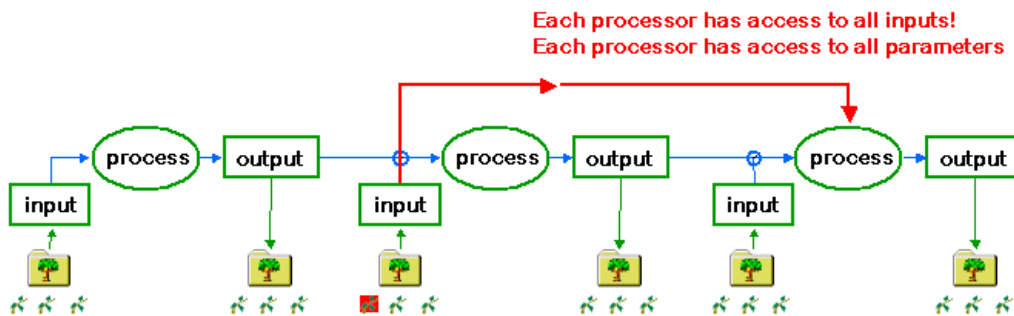 Each processor has access to all inputs!
Each processor has access to all parameters
process
output
process
output
process
output
input
input
input